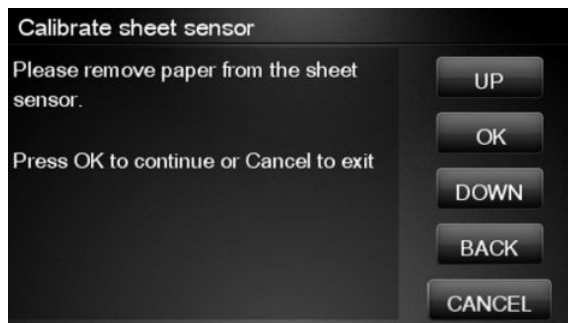 Calibrate sheet sensor
Please remove paper from the sheet
sensor.
Press OK to continue or Cancel to exit
UP
OK
DOWN
BACK
CANCEL